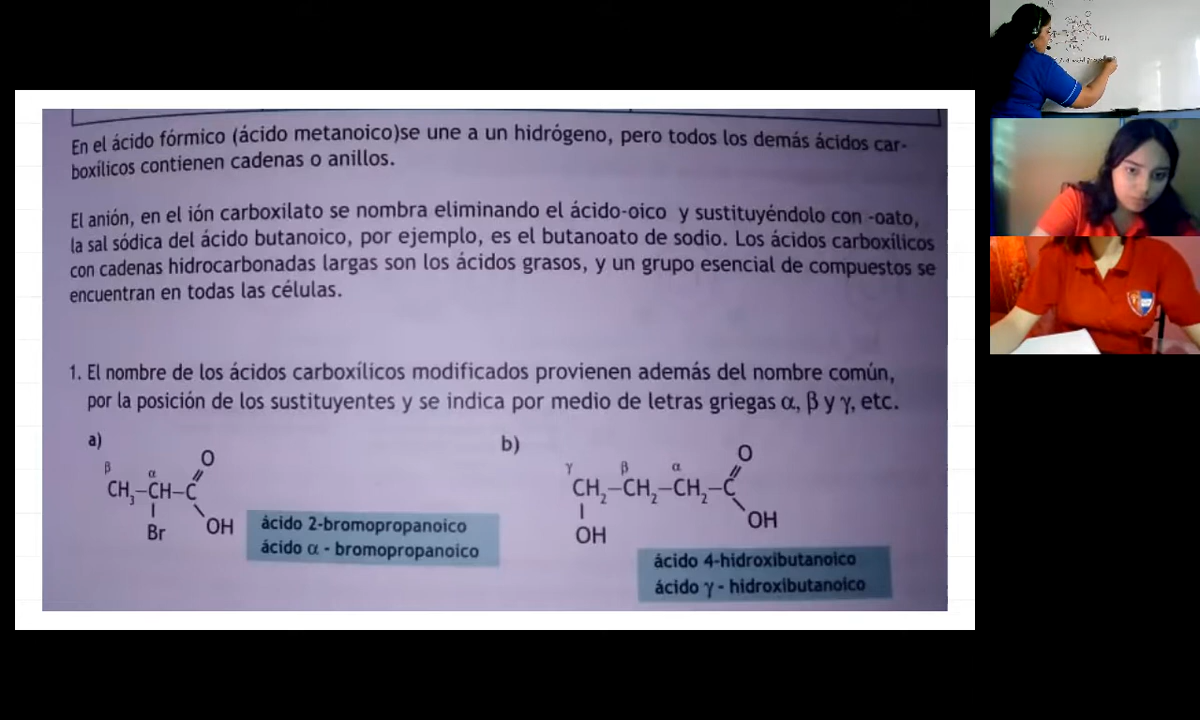 En el ácido fórmico (ácido metanoico)se une a un hidrógeno, pero todos los demás ácidos car-
boxílicos contienen cadenas o anillos.
El anión, en el ión carboxilato se nombra eliminando el ácido-oico y sustituyéndolo con -oato,
la sal sódica del ácido butanoico, por ejemplo, es el butanoato de sodio. Los ácidos carboxílicos
con cadenas hidrocarbonadas largas son los ácidos grasos, y un grupo esencial de compuestos se
encuentran en todas las células.
1. El nombre de los ácidos carboxílicos modificados provienen además del nombre común,
por la posición de los sustituyentes y se indica por medio de letras griegas α, β y γ, etc.
a)
O
β α
CH₃-CH-C
Br
OH
ácido 2-bromopropanoico
ácido α - bromopropanoico
b)
O
γ β α
CH₂-CH₂-CH₂-C
OH
OH
ácido 4-hidroxibutanoico
ácido γ - hidroxibutanoico